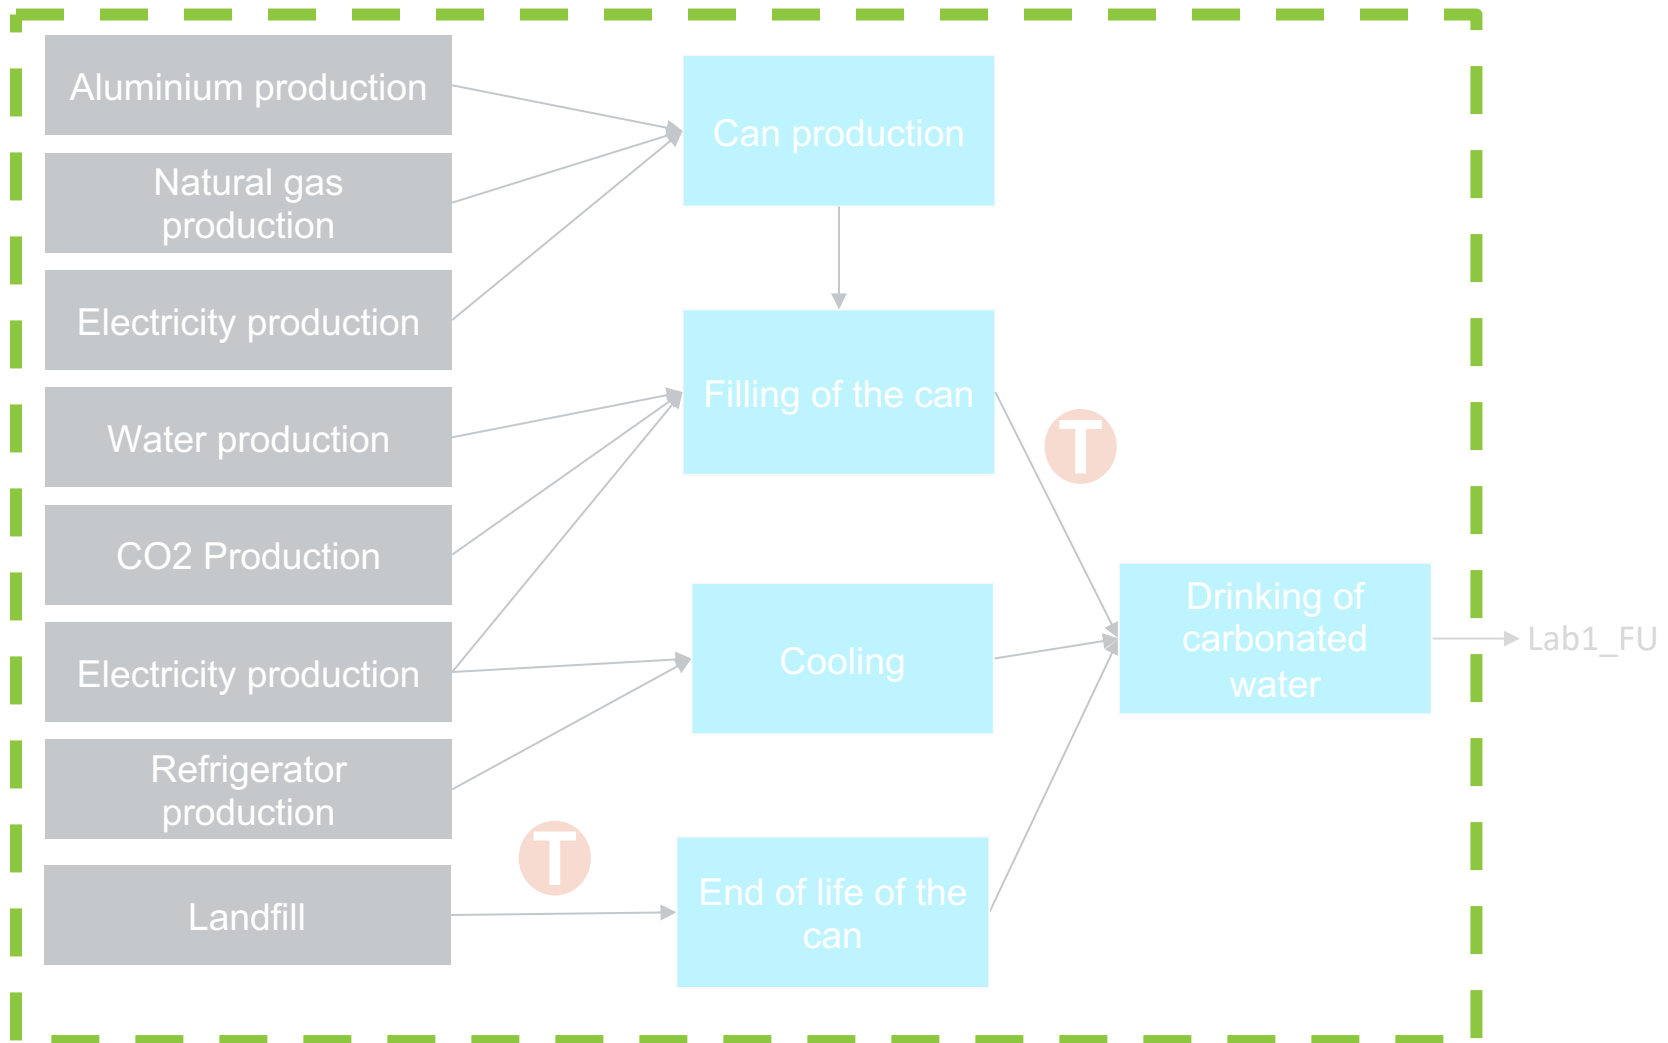 Aluminium production
Natural gas
production
Electricity production
Water production
CO2 Production
Electricity production
Refrigerator
production
Landfill
Can production
Filling of the can
Cooling
End of life of the
can
T
T
Drinking of
carbonated
water
Lab1_FU